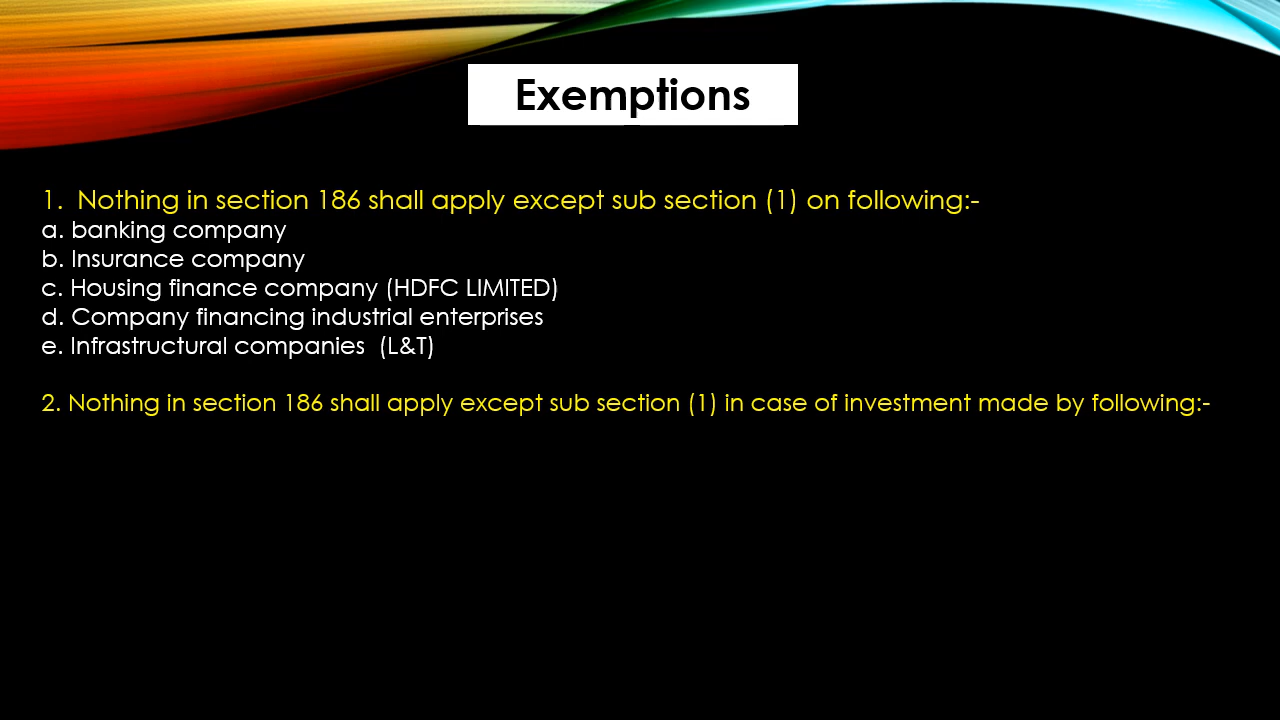 Exemptions
1.  Nothing in section 186 shall apply except sub section (1) on following:-
a. banking company
b. Insurance company
c. Housing finance company (HDFC LIMITED)
d. Company financing industrial enterprises
e. Infrastructural companies  (L&T)
2. Nothing in section 186 shall apply except sub section (1) in case of investment made by following:-